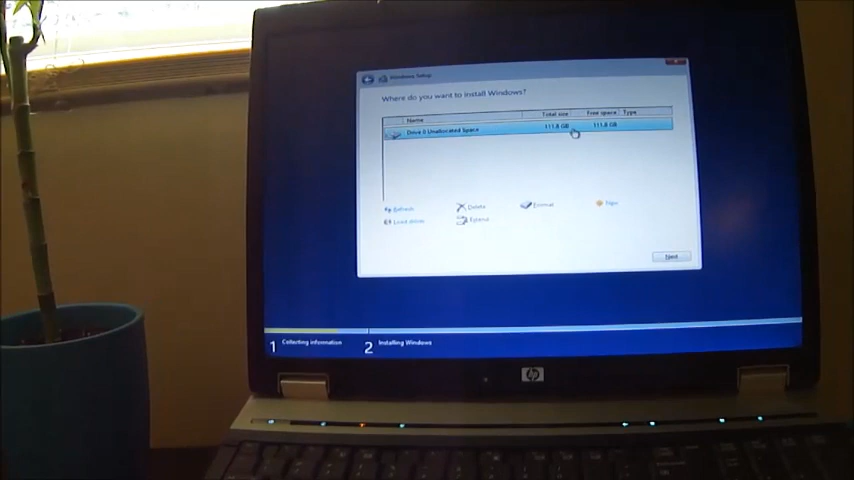 Windows Setup
Where do you want to install Windows?
Name Total size Free space Type
Drive 0 Unallocated Space 111.8 GB 111.8 GB
Refresh Delete Format New
Load driver Extend
Next
1 Collecting information 2 Installing Windows
hp